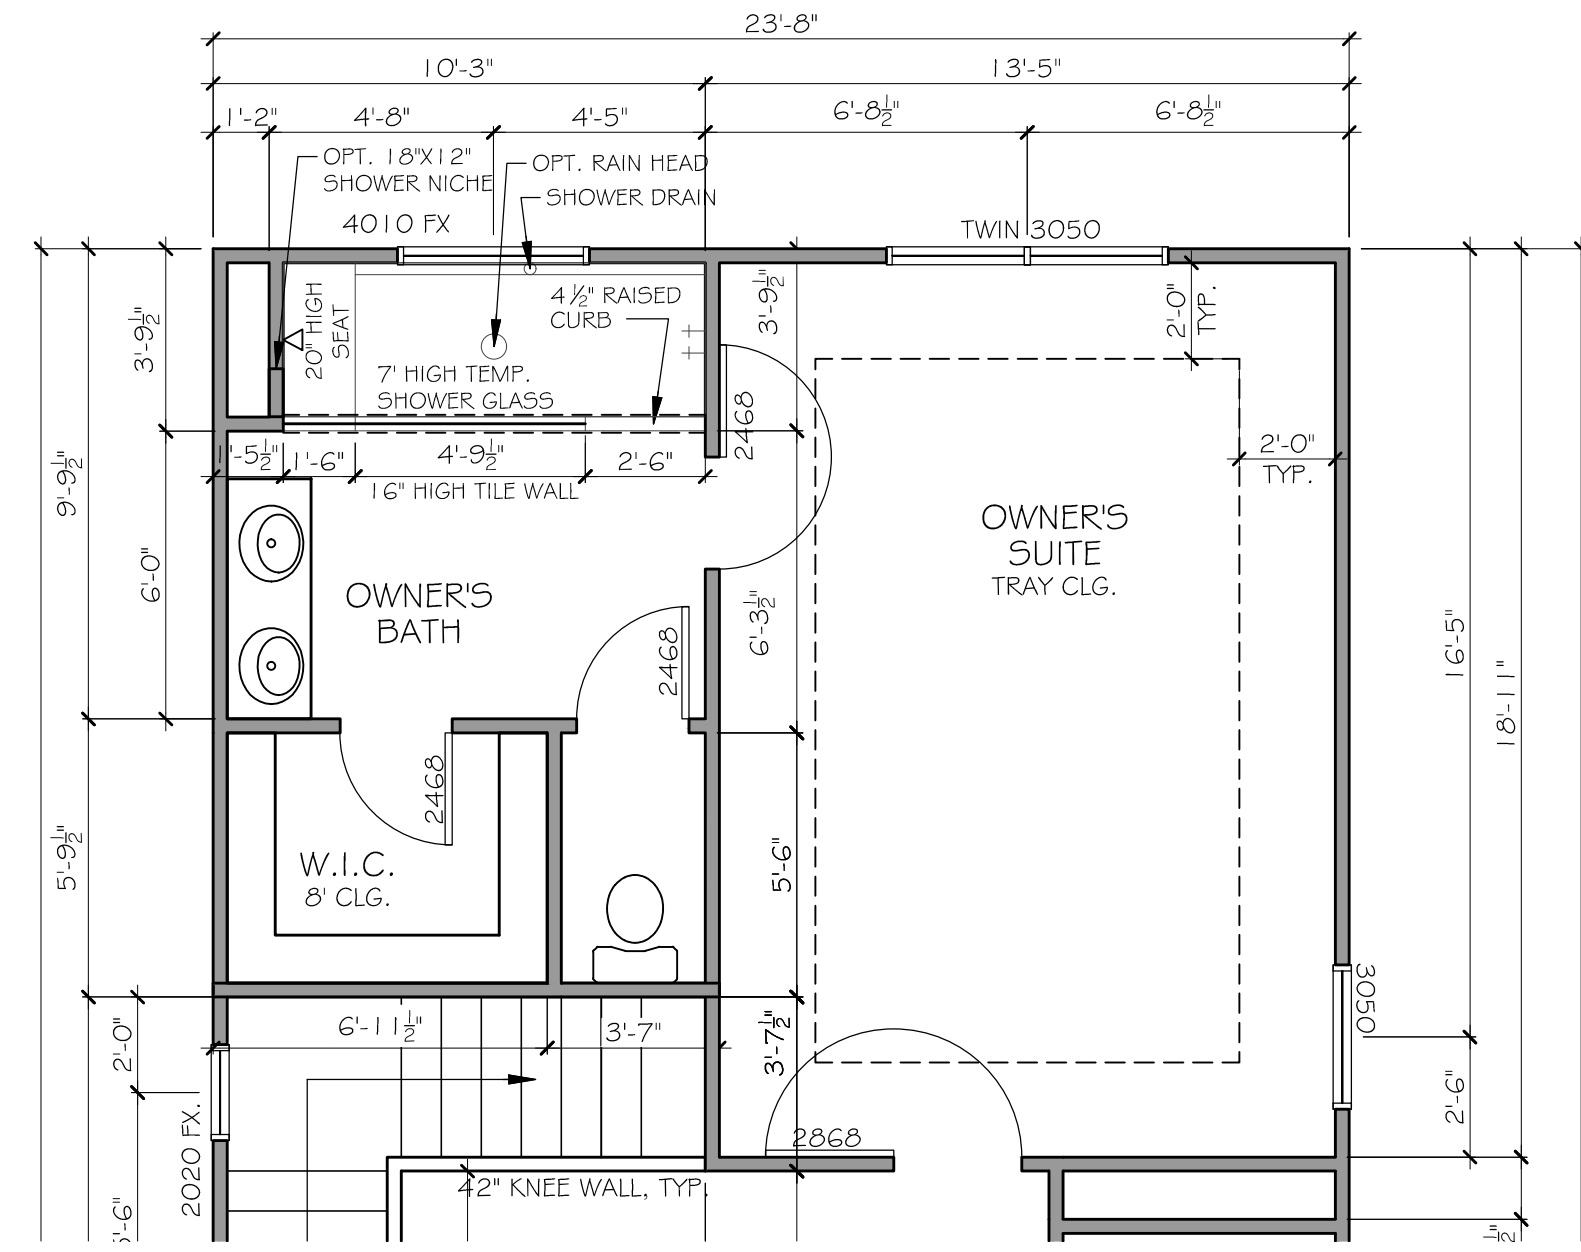 23'-8"
10'-3"
13'-5"
1'-2"
4'-8"
4'-5"
6'-8½"
6'-8½"
OPT. 18"X12"
SHOWER NICHE
OPT. RAIN HEAD
SHOWER DRAIN
4010 FX
TWIN 3050
3'-9½"
20" HIGH
SEAT
4½" RAISED
CURB
3'-9½"
2'-0"
TYP.
7' HIGH TEMP.
SHOWER GLASS
2468
1'-5½"
1'-6"
4'-9½"
2'-6"
16" HIGH TILE WALL
2'-0"
TYP.
9'-9½"
6'-0"
OWNER'S
BATH
OWNER'S
SUITE
TRAY CLG.
2468
6'-3½"
16'-5"
18'-11"
2468
W.I.C.
8' CLG.
5'-9½"
5'-6"
3050
2'-0"
6'-11½"
3'-7"
3'-7½"
2'-6"
2020 FX.
2868
42" KNEE WALL, TYP.